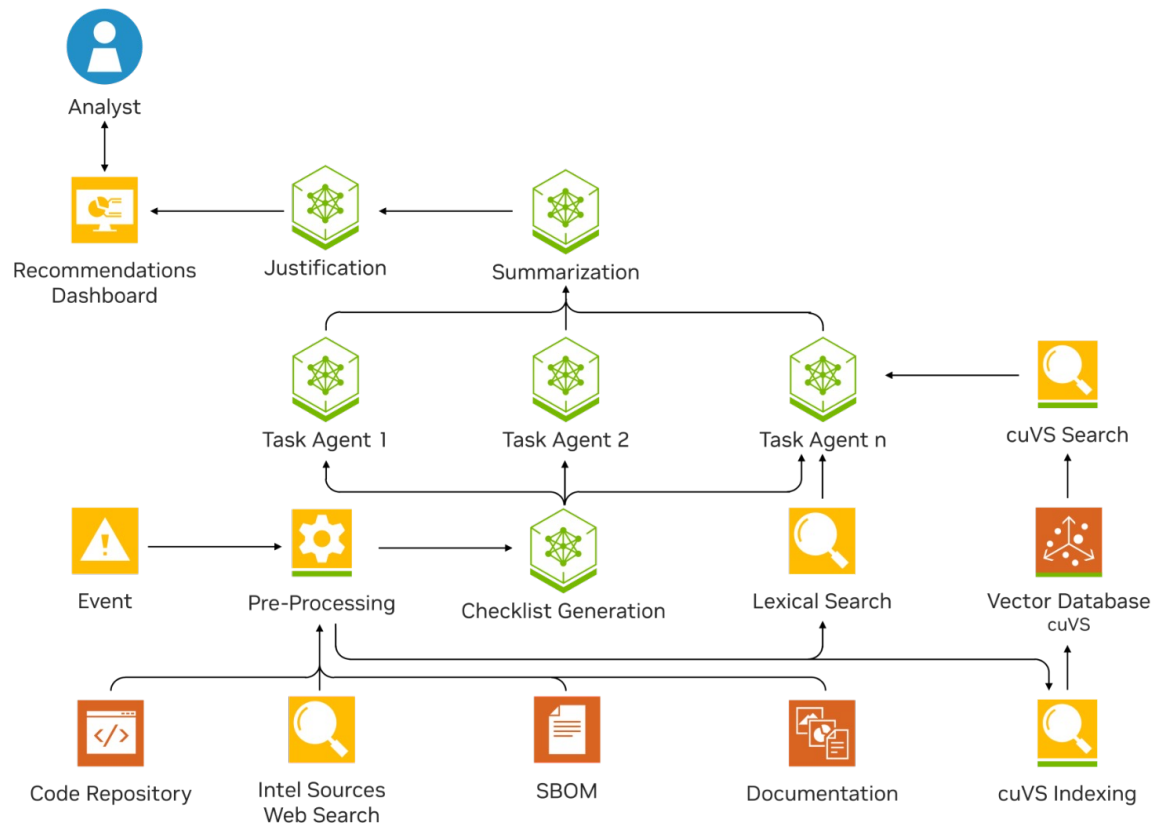 Analyst
Recommendations
Dashboard
Justification
Summarization
Task Agent 1
Task Agent 2
Task Agent n
cuVS Search
Event
Pre-Processing
Checklist Generation
Lexical Search
Vector Database
cuVS
Code Repository
Intel Sources
Web Search
SBOM
Documentation
cuVS Indexing